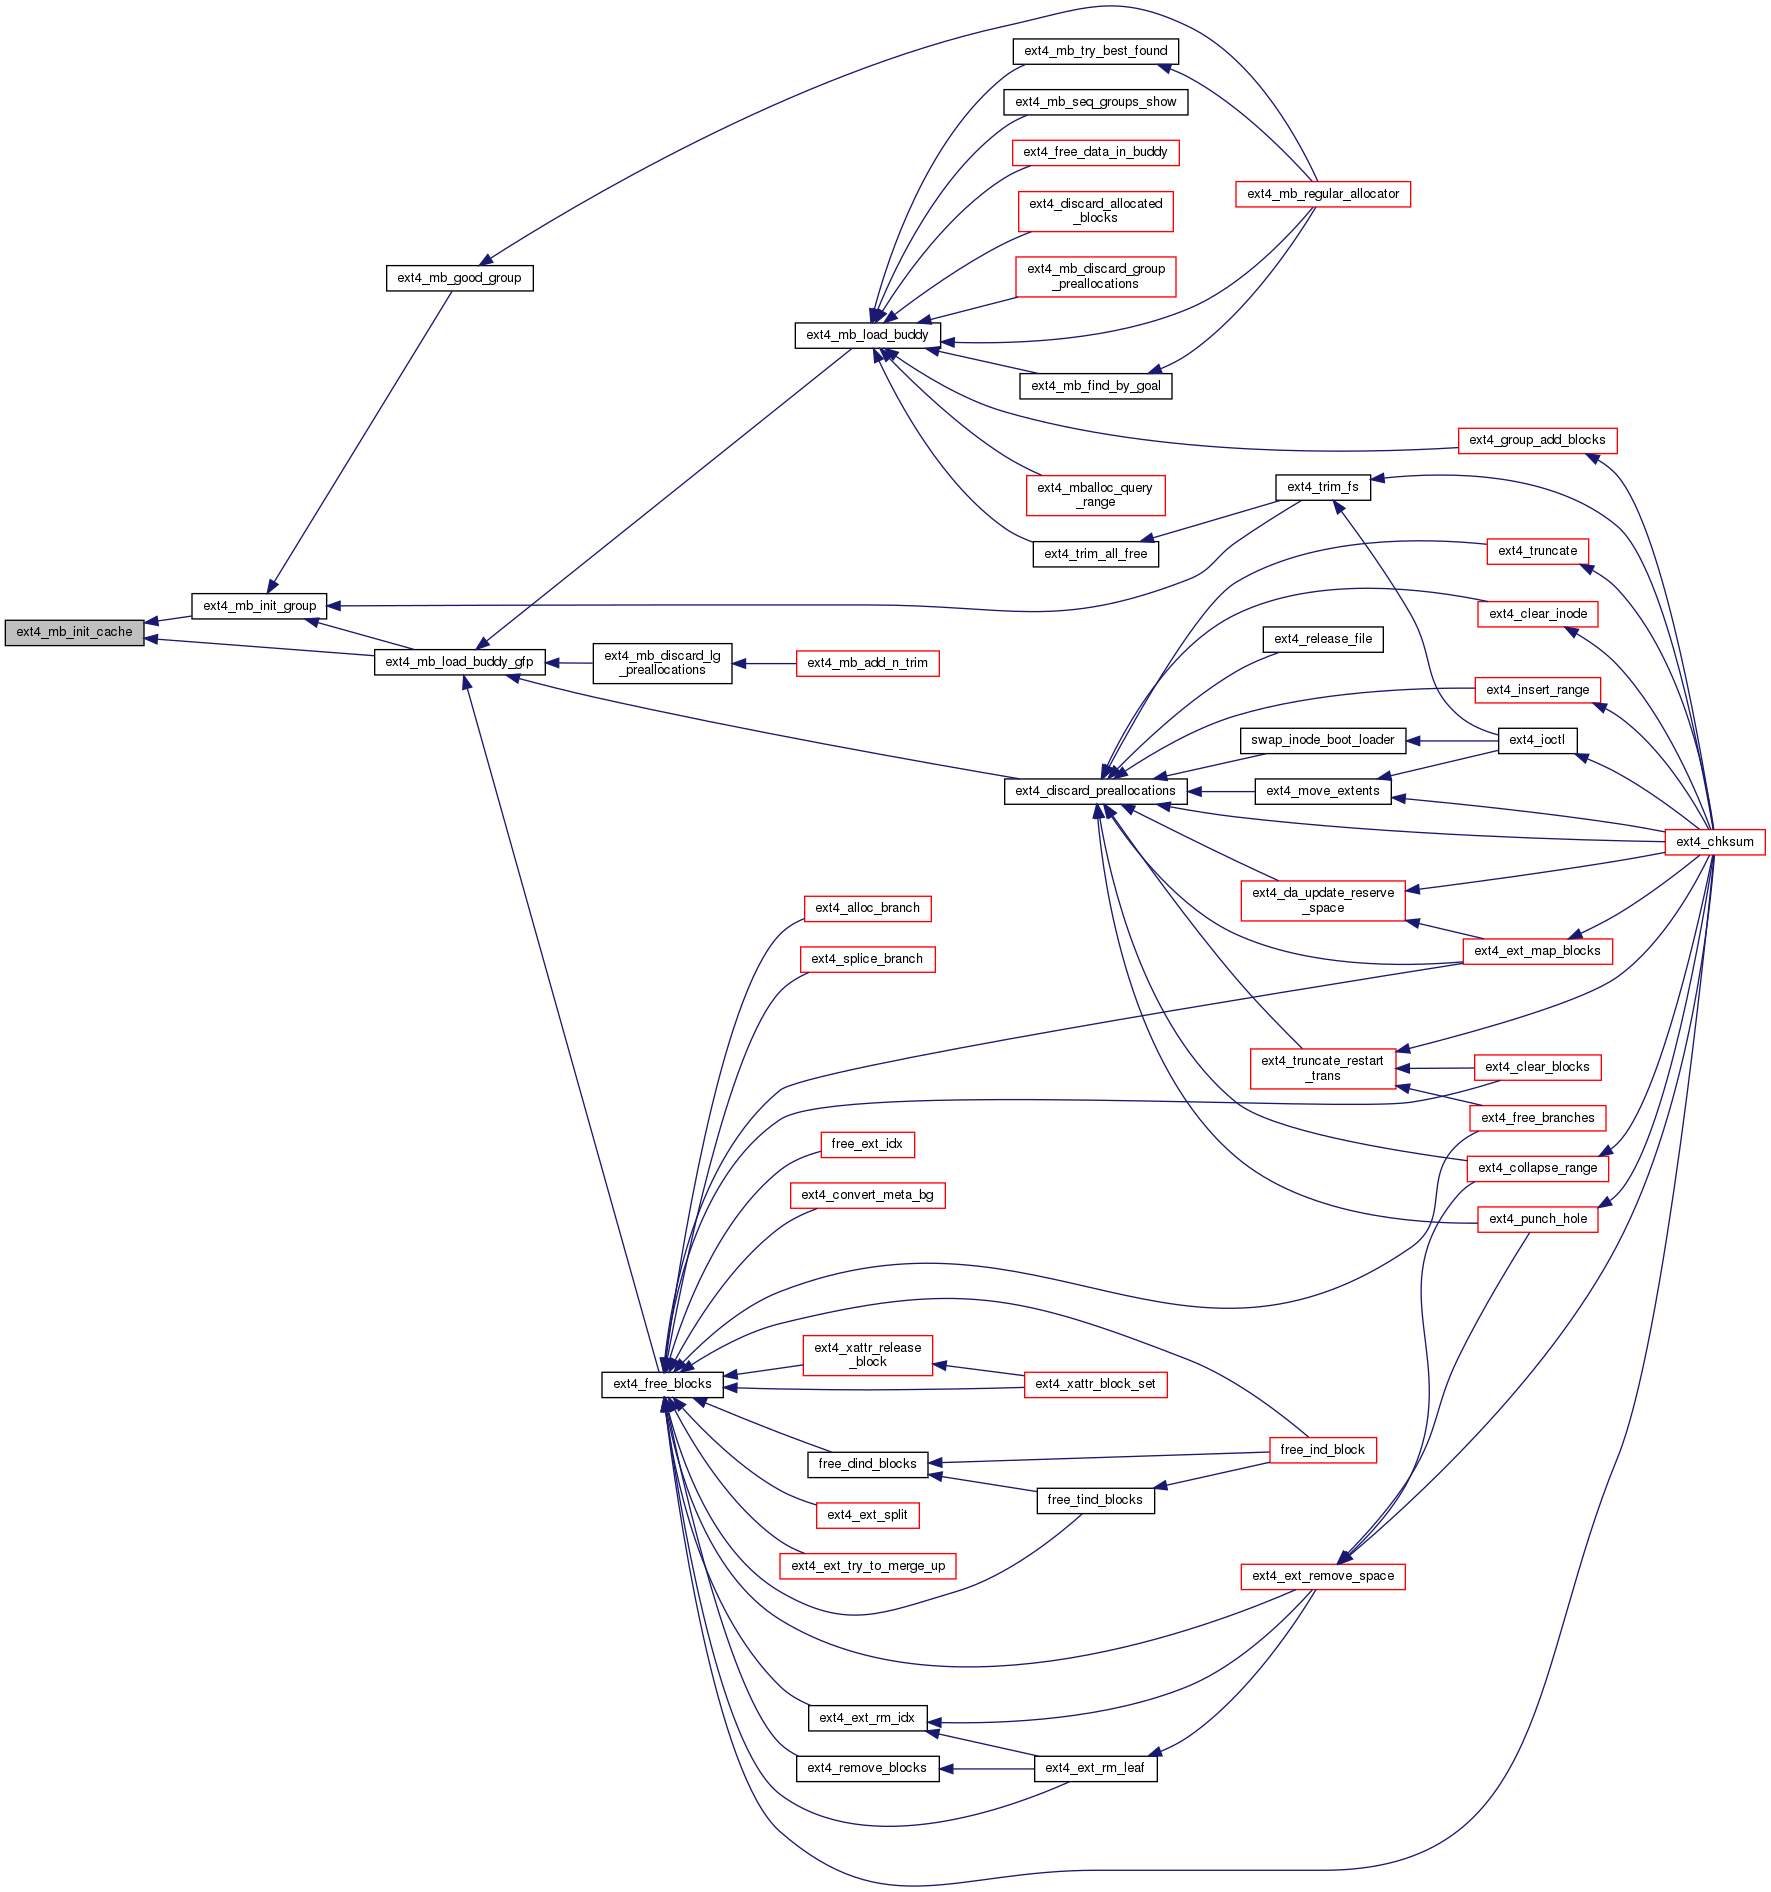 ext4_mb_try_best_found
ext4_mb_seq_groups_show
ext4_free_data_in_buddy
ext4_mb_regular_allocator
ext4_discard_allocated
_blocks
ext4_mb_good_group
ext4_mb_discard_group
_preallocations
ext4_mb_load_buddy
ext4_mb_find_by_goal
ext4_group_add_blocks
ext4_mballoc_query
_range
ext4_trim_fs
ext4_trim_all_free
ext4_truncate
ext4_mb_init_group
ext4_clear_inode
ext4_mb_init_cache
ext4_release_file
ext4_mb_load_buddy_gfp
ext4_mb_discard_lg
_preallocations
ext4_mb_add_n_trim
ext4_insert_range
swap_inode_boot_loader
ext4_ioctl
ext4_discard_preallocations
ext4_move_extents
ext4_chksum
ext4_da_update_reserve
_space
ext4_alloc_branch
ext4_splice_branch
ext4_ext_map_blocks
ext4_truncate_restart
_trans
ext4_clear_blocks
ext4_free_branches
free_ext_idx
ext4_collapse_range
ext4_convert_meta_bg
ext4_punch_hole
ext4_xattr_release
_block
ext4_free_blocks
ext4_xattr_block_set
free_ind_block
free_dind_blocks
free_tind_blocks
ext4_ext_split
ext4_ext_try_to_merge_up
ext4_ext_remove_space
ext4_ext_rm_idx
ext4_remove_blocks
ext4_ext_rm_leaf